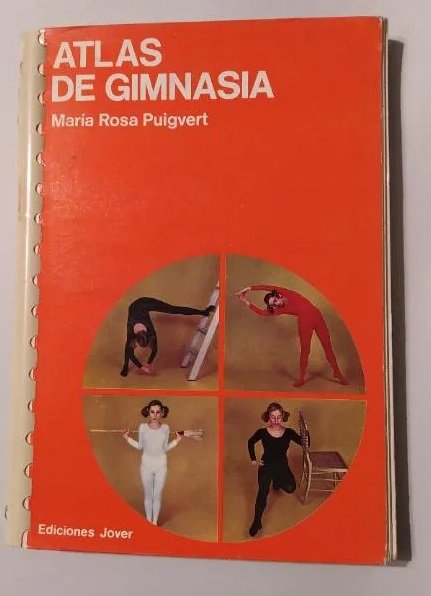 ATLAS
DE GIMNASIA
María Rosa Puigvert
Ediciones Jover